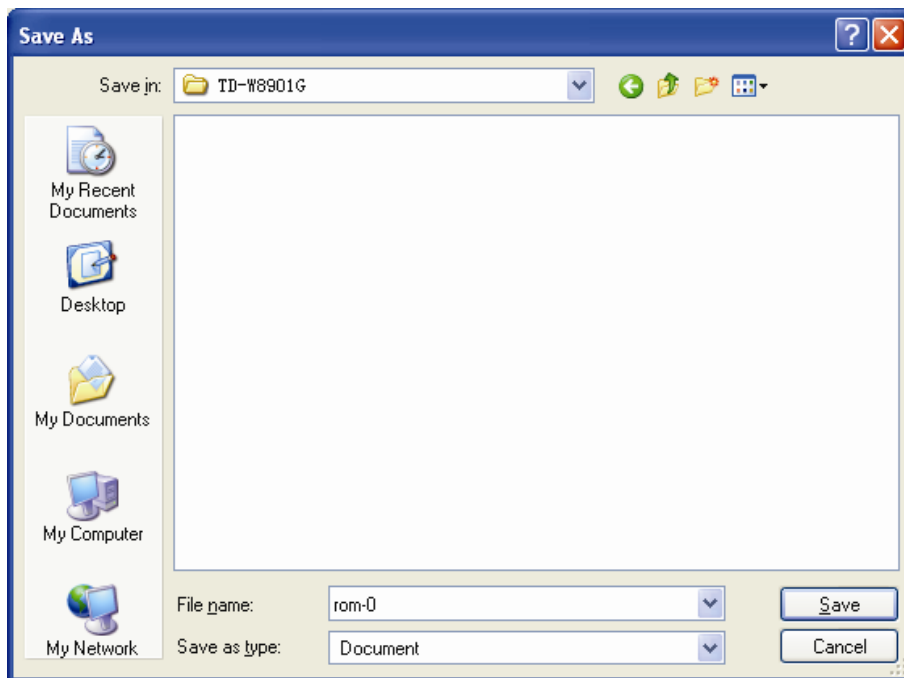 Save As
Save in:
TD-W8901G
My Recent
Documents
Desktop
My Documents
My Computer
My Network
File name:
rom-0
Save
Save as type:
Document
Cancel